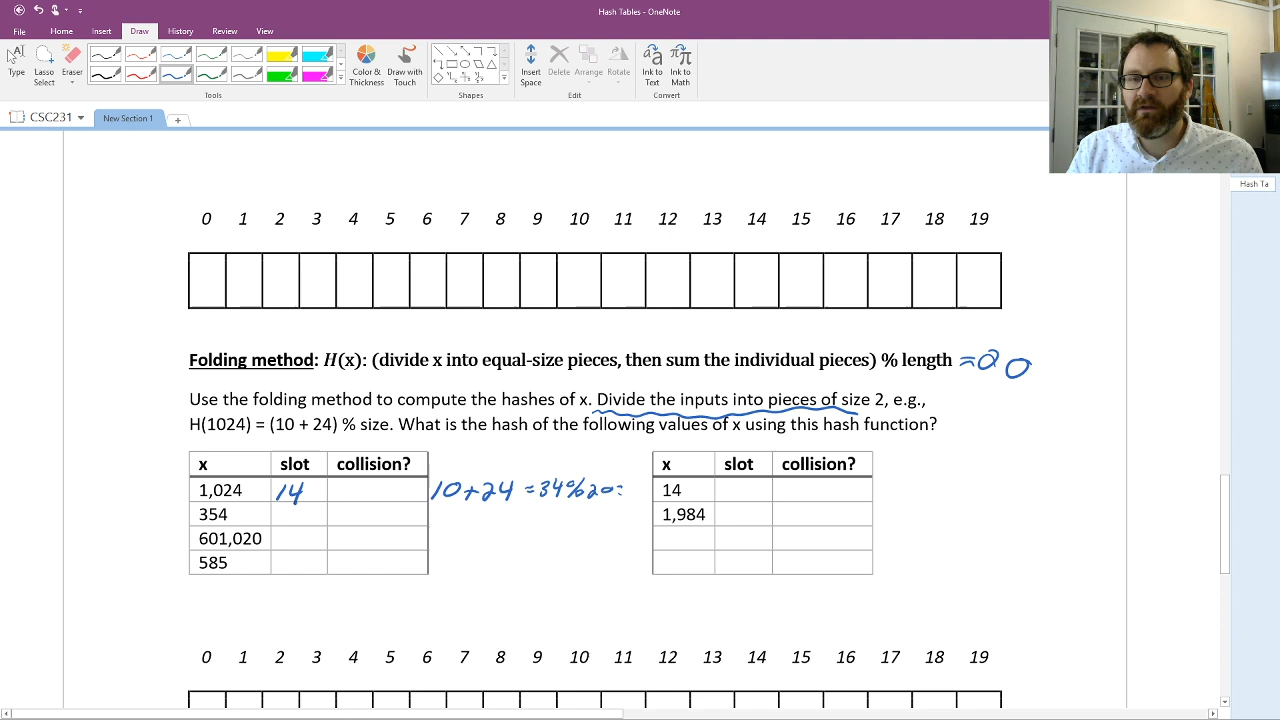 Hash Tables - OneNote
File Home Insert Draw History Review View
Type Lasso Select Eraser Color & Thickness Draw with Touch Insert Space Delete Arrange Rotate Ink to Text Ink to Math
Tools Shapes Edit Convert
CSC231 New Section 1 +
Hash Ta
0 1 2 3 4 5 6 7 8 9 10 11 12 13 14 15 16 17 18 19
Folding method: H(x): (divide x into equal-size pieces, then sum the individual pieces) % length =20
Use the folding method to compute the hashes of x. Divide the inputs into pieces of size 2, e.g.,
H(1024) = (10 + 24) % size. What is the hash of the following values of x using this hash function?
x slot collision? x slot collision?
1,024 14 10+24 =34%20= 14
354 1,984
601,020
585
0 1 2 3 4 5 6 7 8 9 10 11 12 13 14 15 16 17 18 19